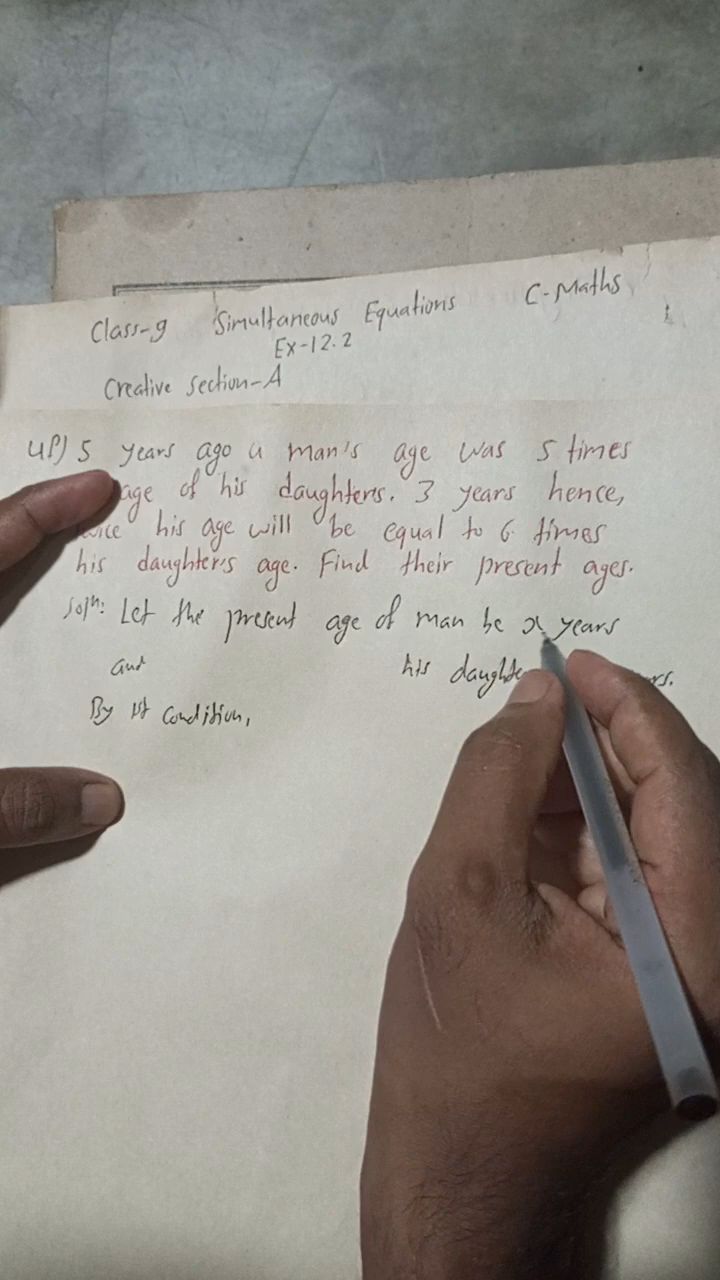 Class-9 Simultaneous Equations C-Maths
Ex-12.2
Creative section-A
4P) 5 years ago a man's age was 5 times
age of his daughters. 3 years hence,
his age will be equal to 6 times
his daughter's age. Find their present ages.
Solⁿ: Let the present age of man be x years
and his
By 1st Condition,